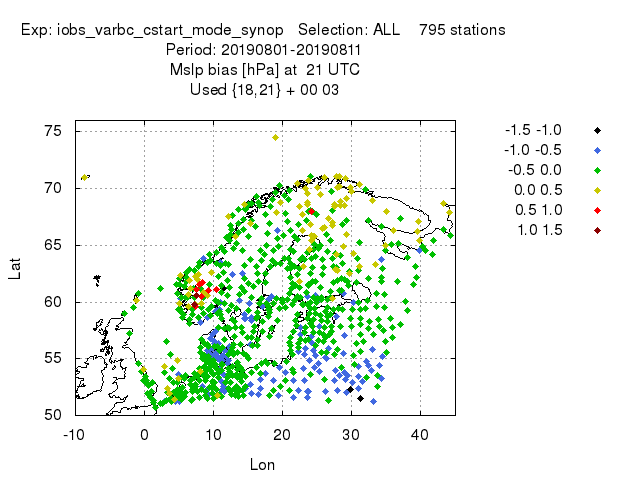 Exp: iobs_varbc_cstart_mode_synop Selection: ALL 795 stations
Period: 20190801-20190811
Mslp bias [hPa] at 21 UTC
Used {18,21} + 00 03
-1.5 -1.0
-1.0 -0.5
-0.5 0.0
0.0 0.5
0.5 1.0
1.0 1.5
75
70
65
60
55
50
Lat
-10 0 10 20 30 40
Lon